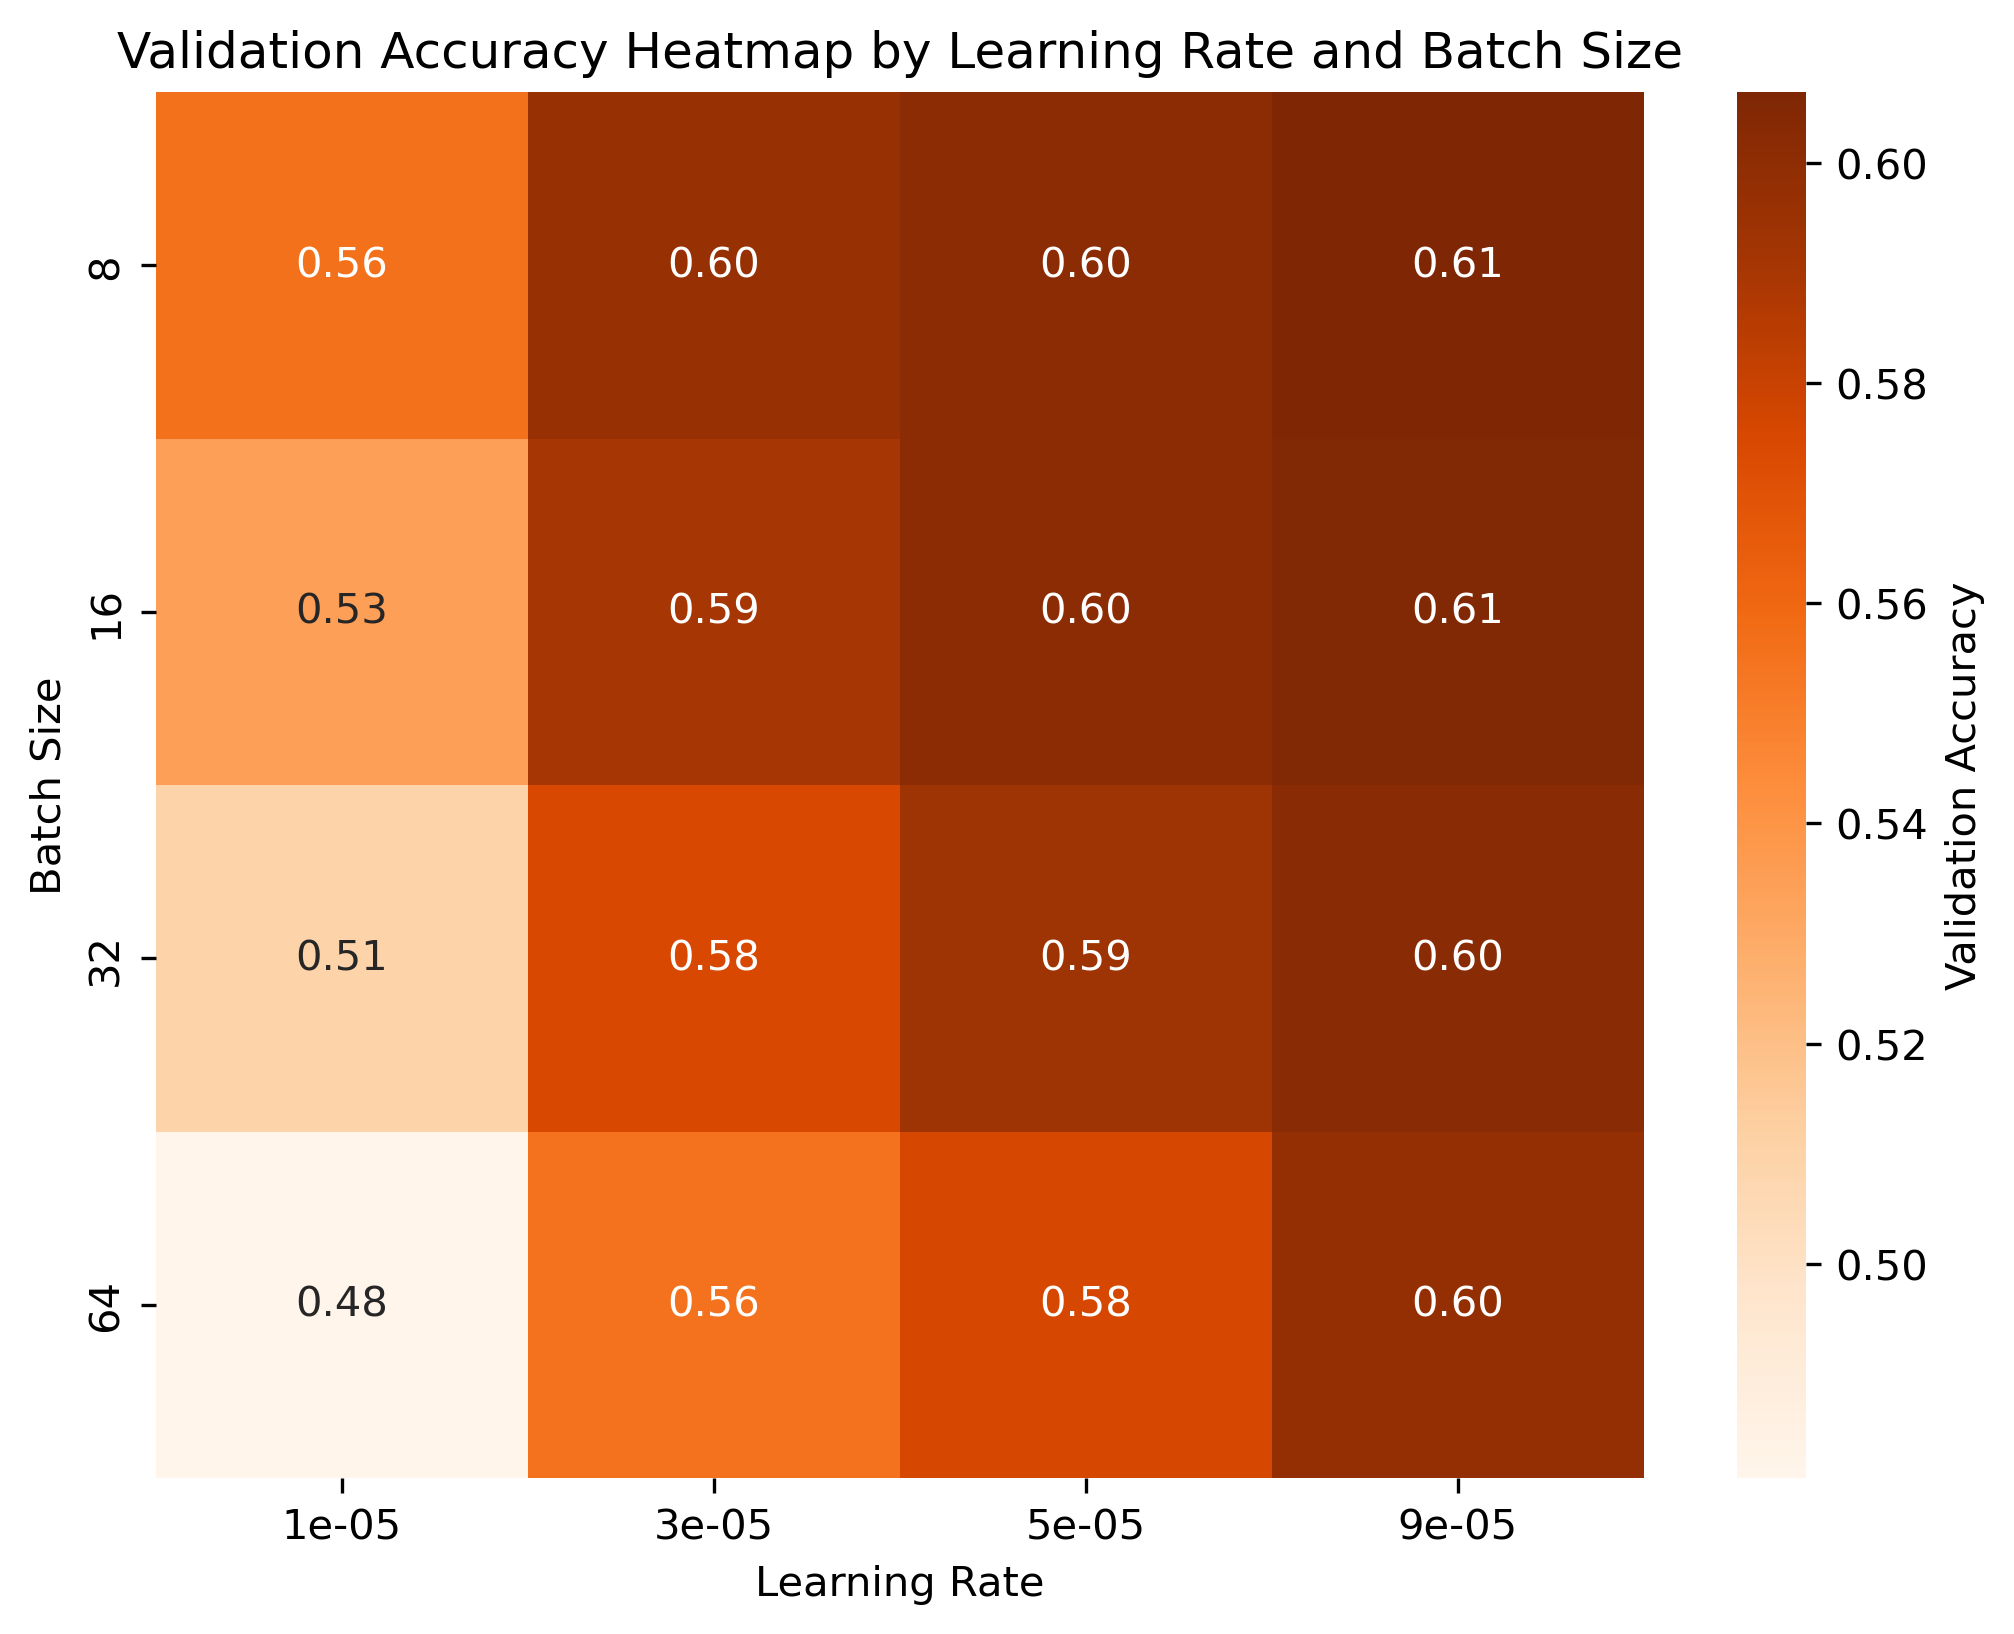 Validation Accuracy Heatmap by Learning Rate and Batch Size
Batch Size
8
0.56 0.60 0.60 0.61
16
0.53 0.59 0.60 0.61
32
0.51 0.58 0.59 0.60
64
0.48 0.56 0.58 0.60
1e-05 3e-05 5e-05 9e-05
Learning Rate
0.60
0.58
0.56
0.54
0.52
0.50
Validation Accuracy